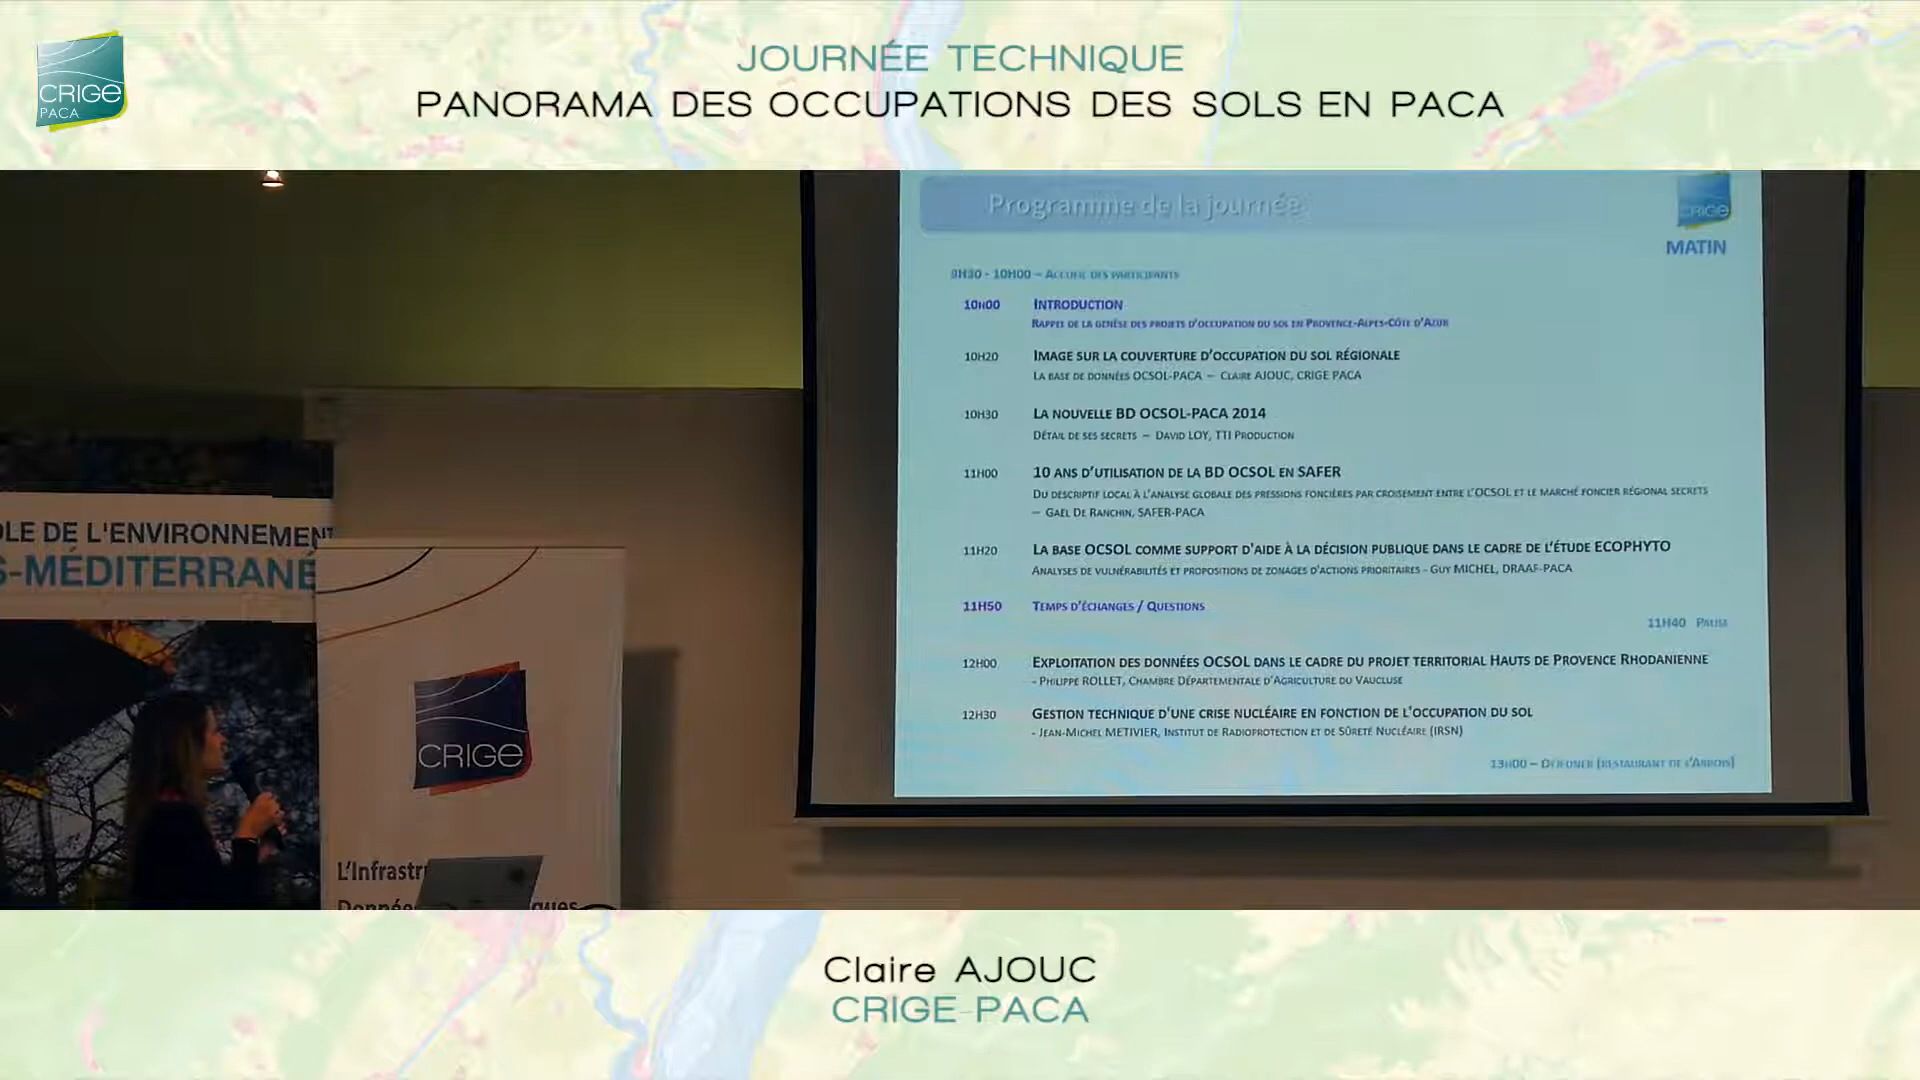 CRIGE
PACA
JOURNÉE TECHNIQUE
PANORAMA DES OCCUPATIONS DES SOLS EN PACA
Programme de la journée
CRIGE
MATIN
9H30 - 10H00 – ACCUEIL DES PARTICIPANTS
10H00 INTRODUCTION
RAPPEL DE LA GENÈSE DES PROJETS D'OCCUPATION DU SOL EN PROVENCE-ALPES-CÔTE D'AZUR
10H20 IMAGE SUR LA COUVERTURE D'OCCUPATION DU SOL RÉGIONALE
LA BASE DE DONNÉES OCSOL-PACA – CLAIRE AJOUC, CRIGE PACA
10H30 LA NOUVELLE BD OCSOL-PACA 2014
DÉTAIL DE SES SECRETS – DAVID LOY, TTI PRODUCTION
11H00 10 ANS D'UTILISATION DE LA BD OCSOL EN SAFER
DU DESCRIPTIF LOCAL À L'ANALYSE GLOBALE DES PRESSIONS FONCIÈRES PAR CROISEMENT ENTRE L'OCSOL ET LE MARCHÉ FONCIER RÉGIONAL SECRETS
– GAEL DE RANCHIN, SAFER-PACA
11H20 LA BASE OCSOL COMME SUPPORT D'AIDE À LA DÉCISION PUBLIQUE DANS LE CADRE DE L'ÉTUDE ECOPHYTO
ANALYSES DE VULNÉRABILITÉS ET PROPOSITIONS DE ZONAGES D'ACTIONS PRIORITAIRES - GUY MICHEL, DRAAF-PACA
11H50 TEMPS D'ÉCHANGES / QUESTIONS
11H40 PAUSE
12H00 EXPLOITATION DES DONNÉES OCSOL DANS LE CADRE DU PROJET TERRITORIAL HAUTS DE PROVENCE RHODANIENNE
- PHILIPPE ROLLET, CHAMBRE DÉPARTEMENTALE D'AGRICULTURE DU VAUCLUSE
12H30 GESTION TECHNIQUE D'UNE CRISE NUCLÉAIRE EN FONCTION DE L'OCCUPATION DU SOL
- JEAN-MICHEL METIVIER, INSTITUT DE RADIOPROTECTION ET DE SÛRETÉ NUCLÉAIRE (IRSN)
13H00 – DÉJEUNER (RESTAURANT DE L'ARBOIS)
OLE DE L'ENVIRONNEMENT
S-MÉDITERRANÉ
CRIGE
L'Infrastr
Donnée
ques
Claire AJOUC
CRIGE-PACA